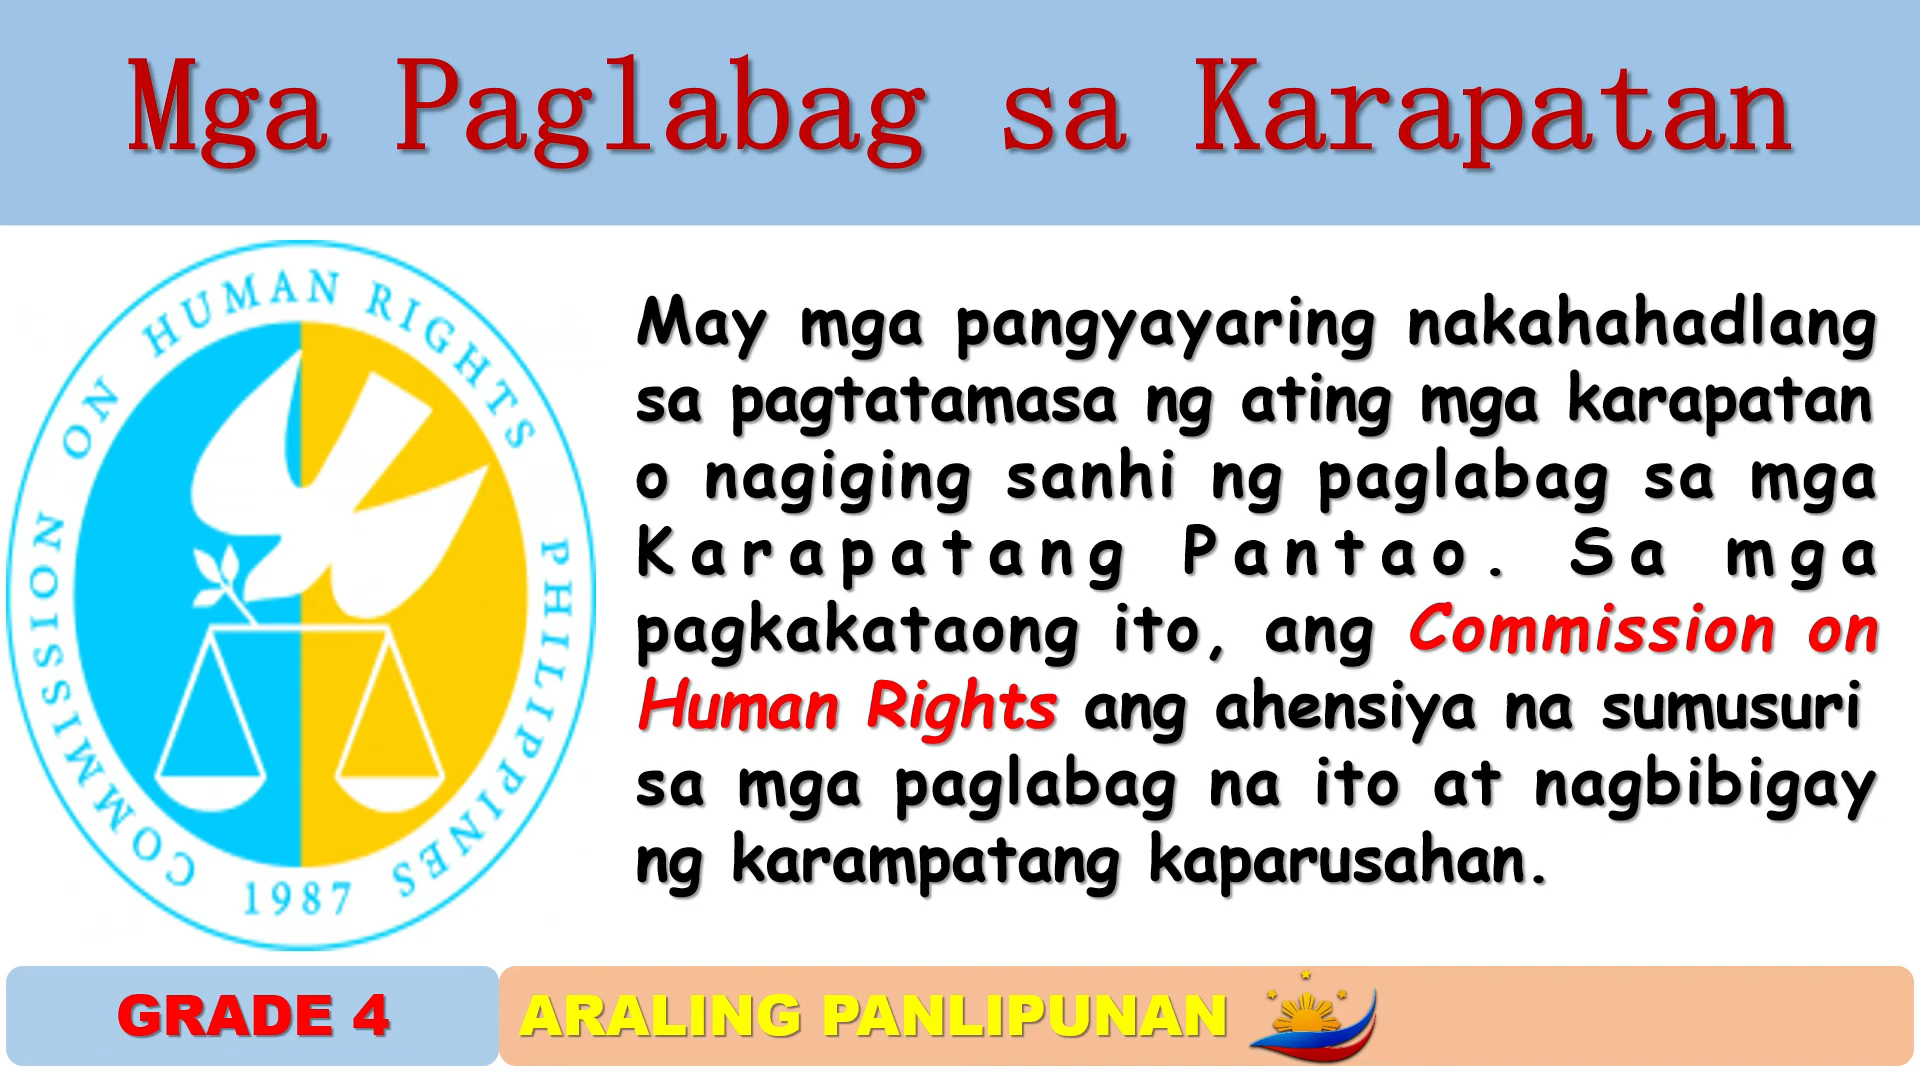 Mga Paglabag sa Karapatan
COMMISSION ON HUMAN RIGHTS PHILIPPINES
1987
May mga pangyayaring nakahahadlang
sa pagtatamasa ng ating mga karapatan
o nagiging sanhi ng paglabag sa mga
Karapatang Pantao. Sa mga
pagkakataong ito, ang Commission on
Human Rights ang ahensiya na sumusuri
sa mga paglabag na ito at nagbibigay
ng karampatang kaparusahan.
GRADE 4
ARALING PANLIPUNAN